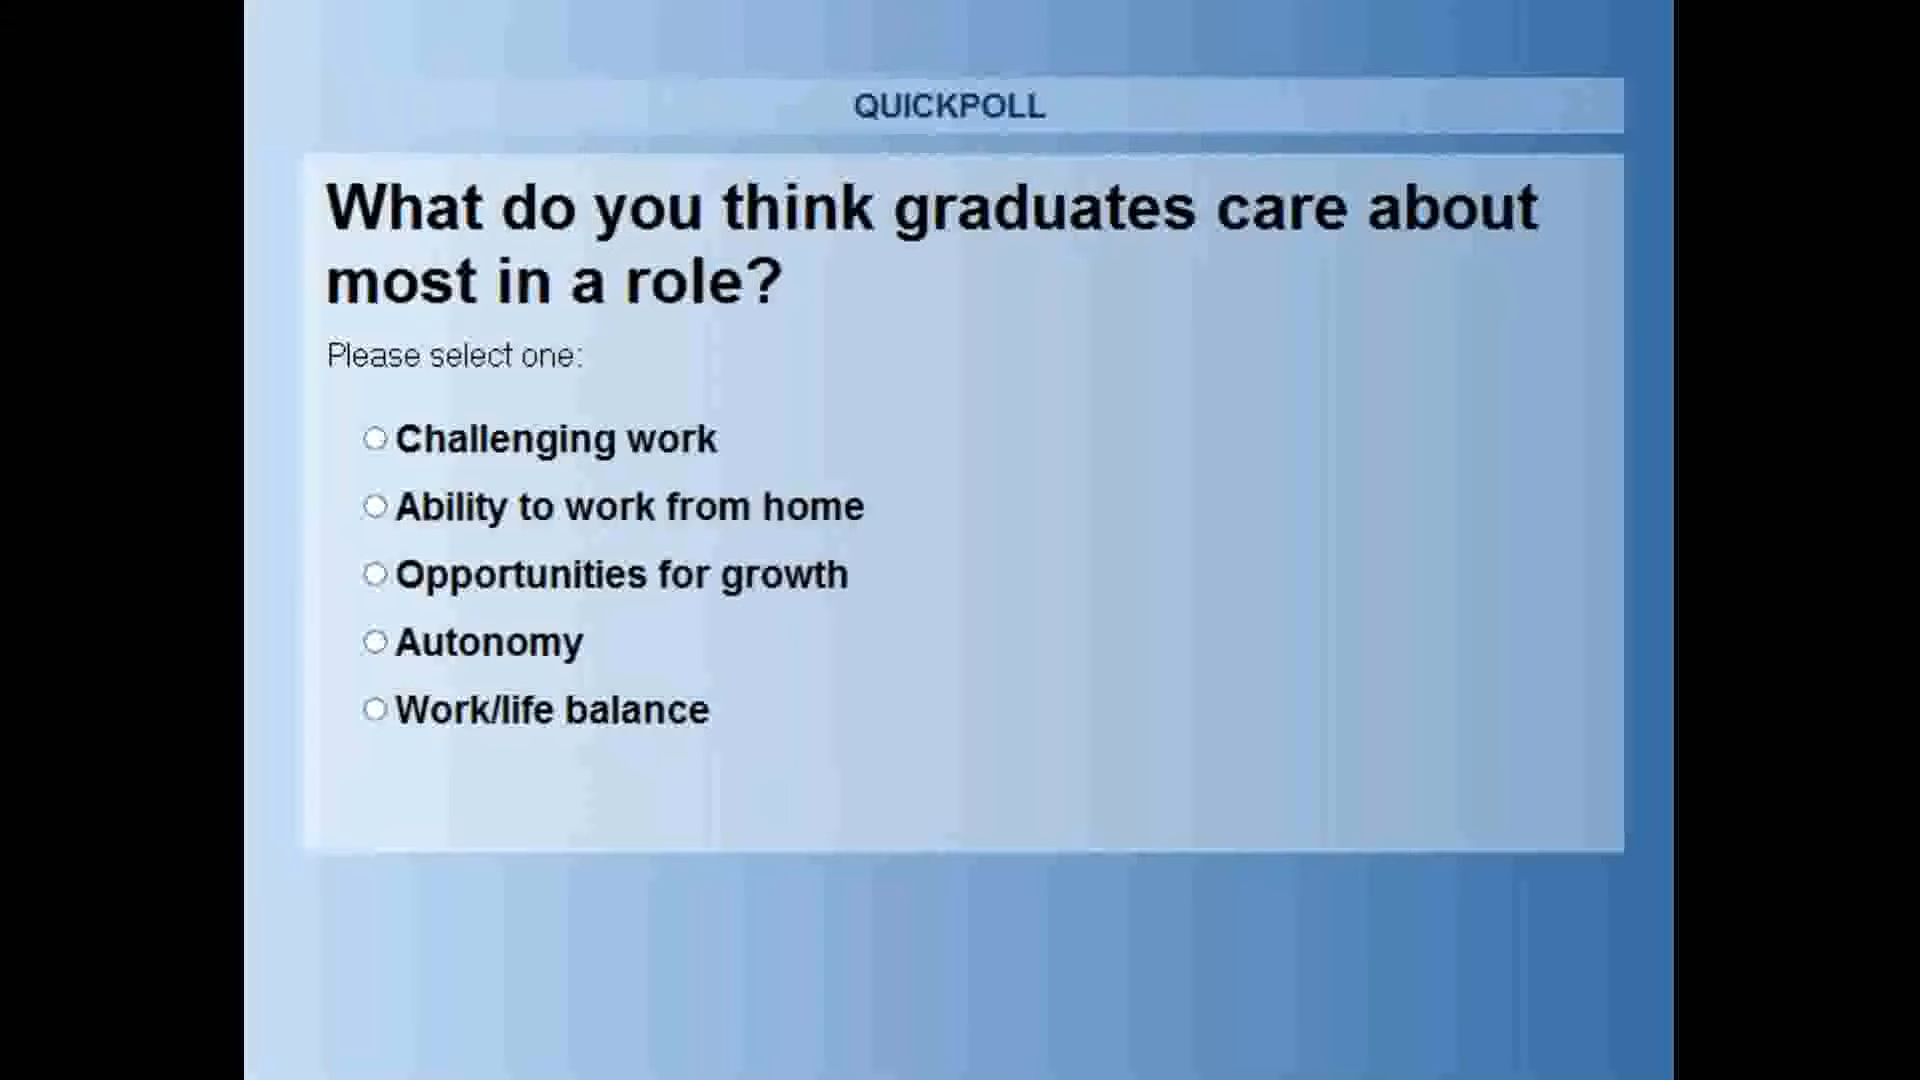 QUICKPOLL
What do you think graduates care about
most in a role?
Please select one:
Challenging work
Ability to work from home
Opportunities for growth
Autonomy
Work/life balance